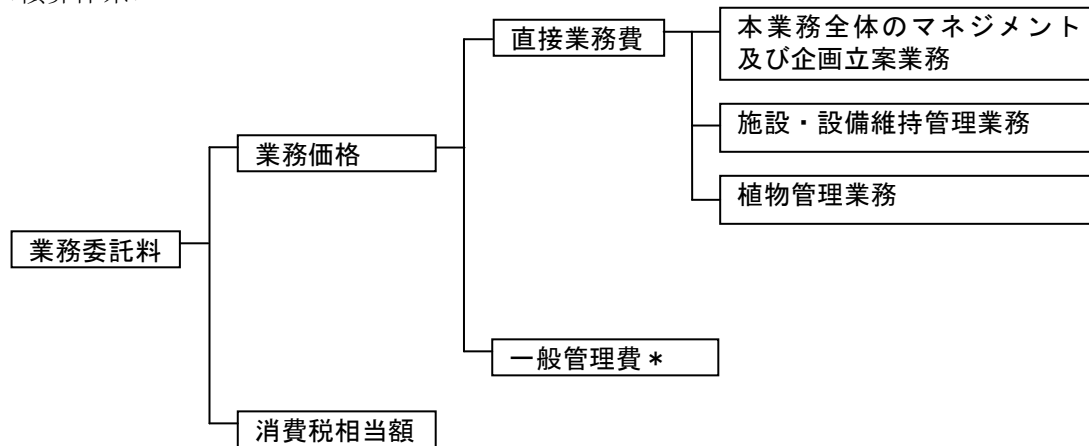 直接業務費
本業務全体のマネジメント
及び企画立案業務
施設・設備維持管理業務
業務価格
植物管理業務
業務委託料
一般管理費＊
消費税相当額